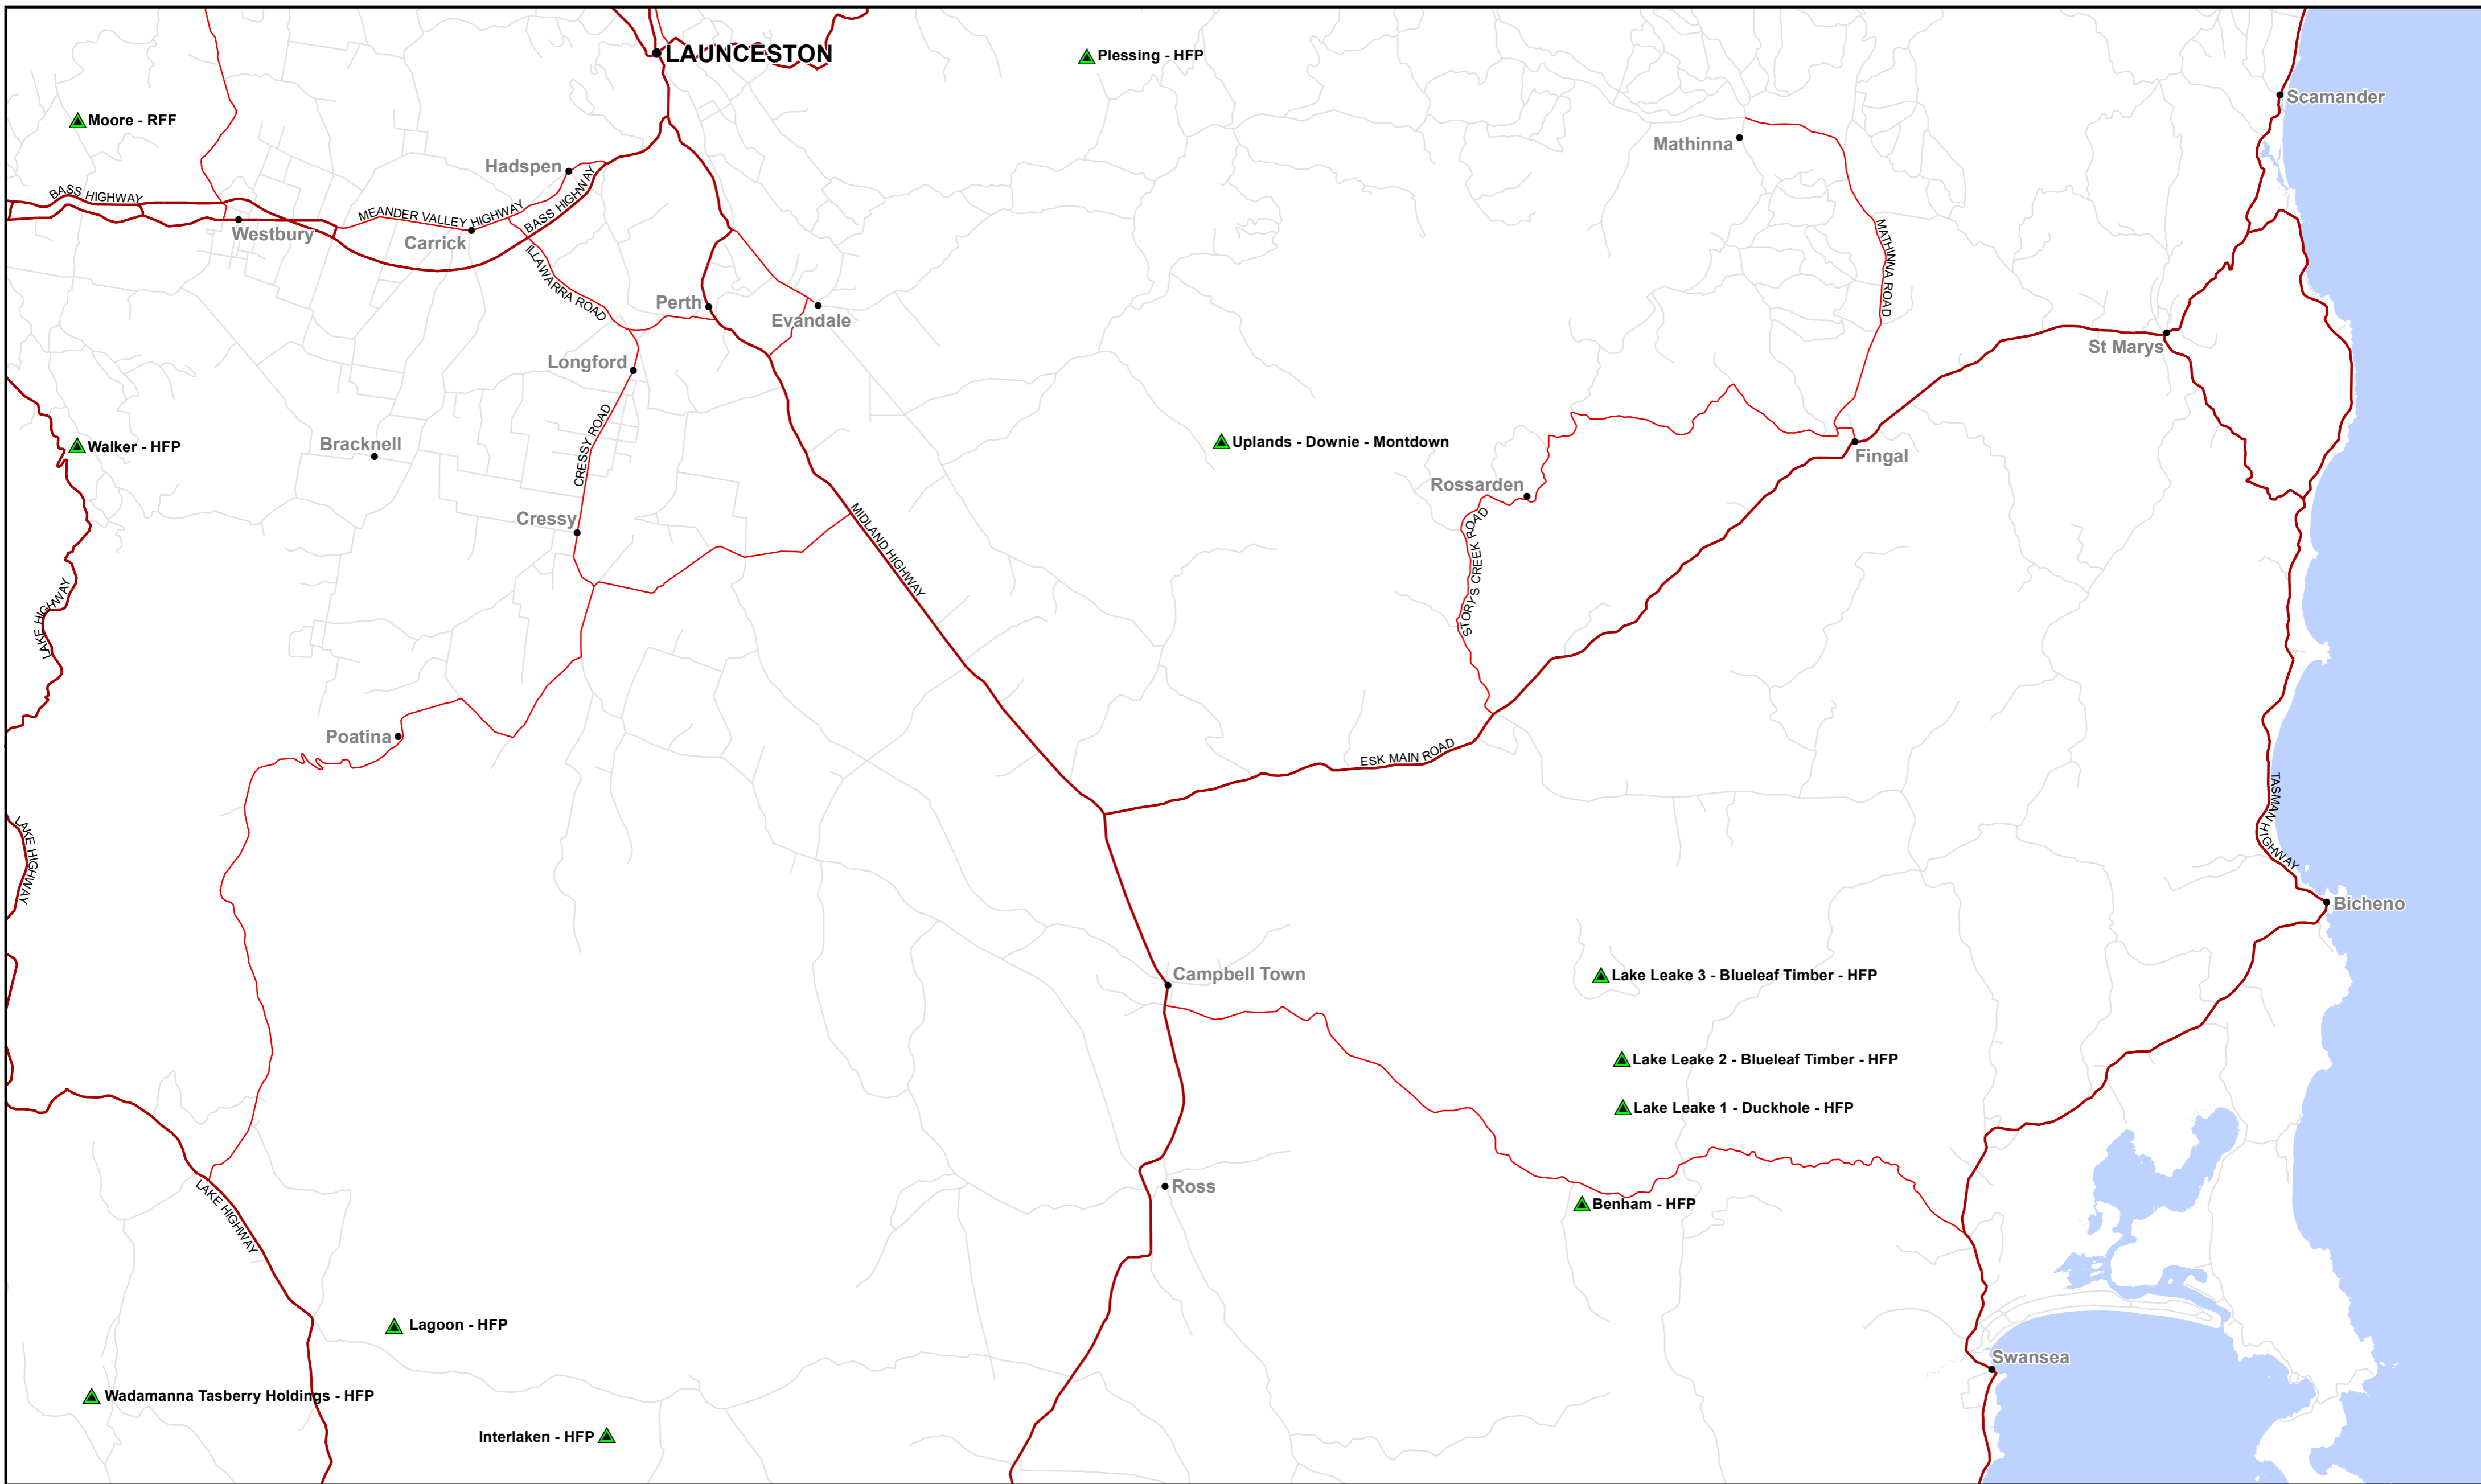 LAUNCESTON
Plessing - HFP
Scamander
Moore - RFF
Mathinna
Hadspen
BASS HIGHWAY
MEANDER VALLEY HIGHWAY
BASS HIGHWAY
Westbury
Carrick
ILLAWARRA ROAD
MATHINNA ROAD
Perth
Evandale
St Marys
Longford
Walker - HFP
Bracknell
CRESSY ROAD
Uplands - Downie - Montdown
Fingal
Rossarden
Cressy
MIDLAND HIGHWAY
STORYS CREEK ROAD
LAKE HIGHWAY
Poatina
ESK MAIN ROAD
TASMAN HIGHWAY
LAKE HIGHWAY
Bicheno
Campbell Town
Lake Leake 3 - Blueleaf Timber - HFP
Lake Leake 2 - Blueleaf Timber - HFP
Lake Leake 1 - Duckhole - HFP
Ross
Benham - HFP
LAKE HIGHWAY
Lagoon - HFP
Swansea
Wadamanna Tasberry Holdings - HFP
Interlaken - HFP